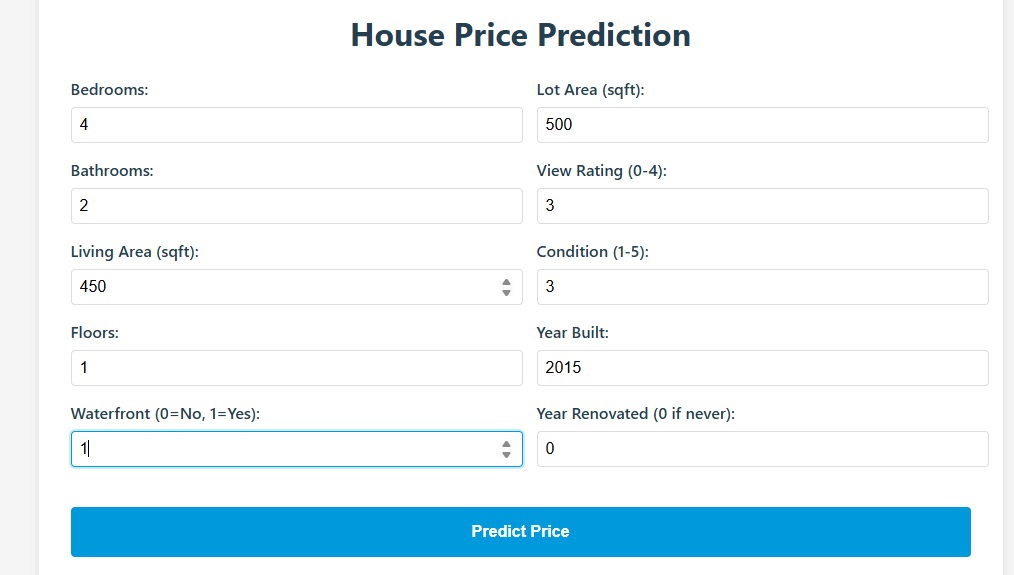 House Price Prediction
Bedrooms:
4
Lot Area (sqft):
500
Bathrooms:
2
View Rating (0-4):
3
Living Area (sqft):
450
Condition (1-5):
3
Floors:
1
Year Built:
2015
Waterfront (0=No, 1=Yes):
1
Year Renovated (0 if never):
0
Predict Price